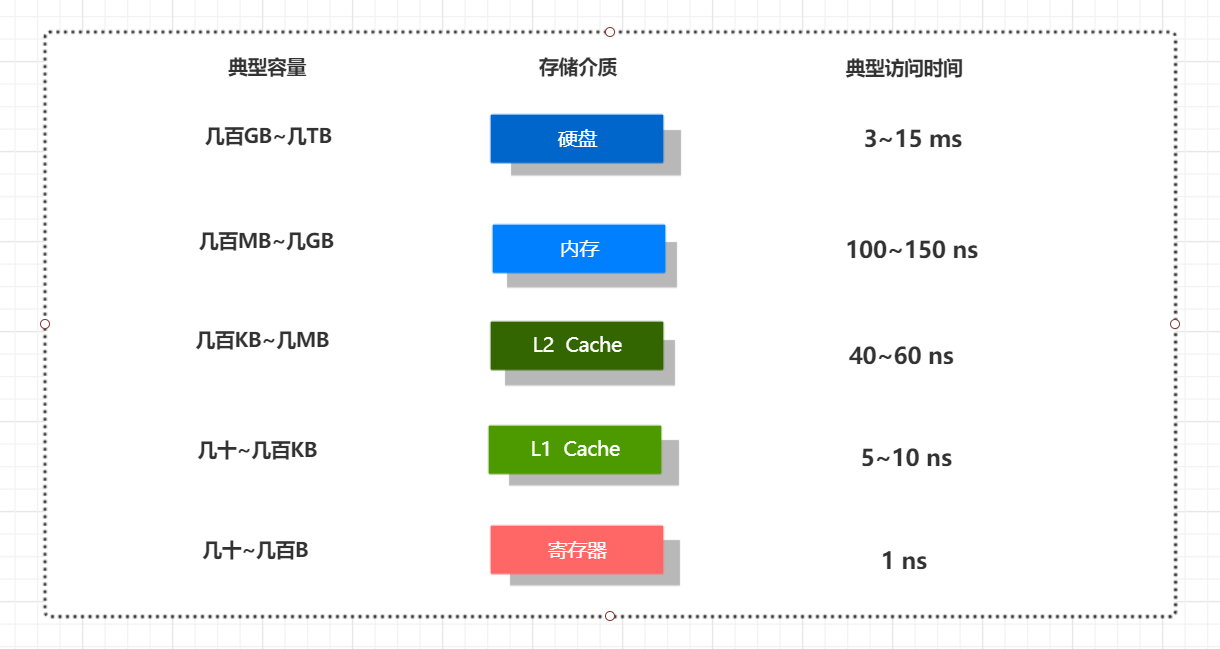 典型容量 存储介质 典型访问时间
几百GB~几TB 硬盘 3~15 ms
几百MB~几GB 内存 100~150 ns
几百KB~几MB L2 Cache 40~60 ns
几十~几百KB L1 Cache 5~10 ns
几十~几百B 寄存器 1 ns